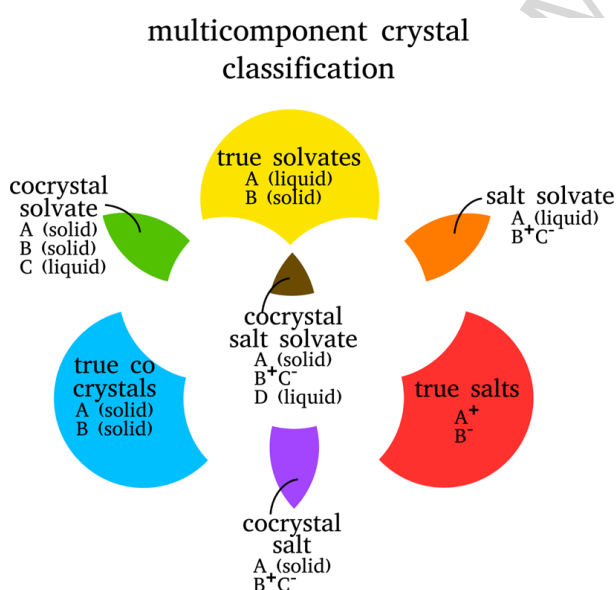 multicomponent crystal
classification
true solvates
A (liquid)
B (solid)
cocrystal
solvate
A (solid)
B (solid)
C (liquid)
salt solvate
A (liquid)
B⁺C⁻
cocrystal
salt solvate
A (solid)
B⁺C⁻
D (liquid)
true co
crystals
A (solid)
B (solid)
true salts
A⁺
B⁻
cocrystal
salt
A (solid)
B⁺C⁻